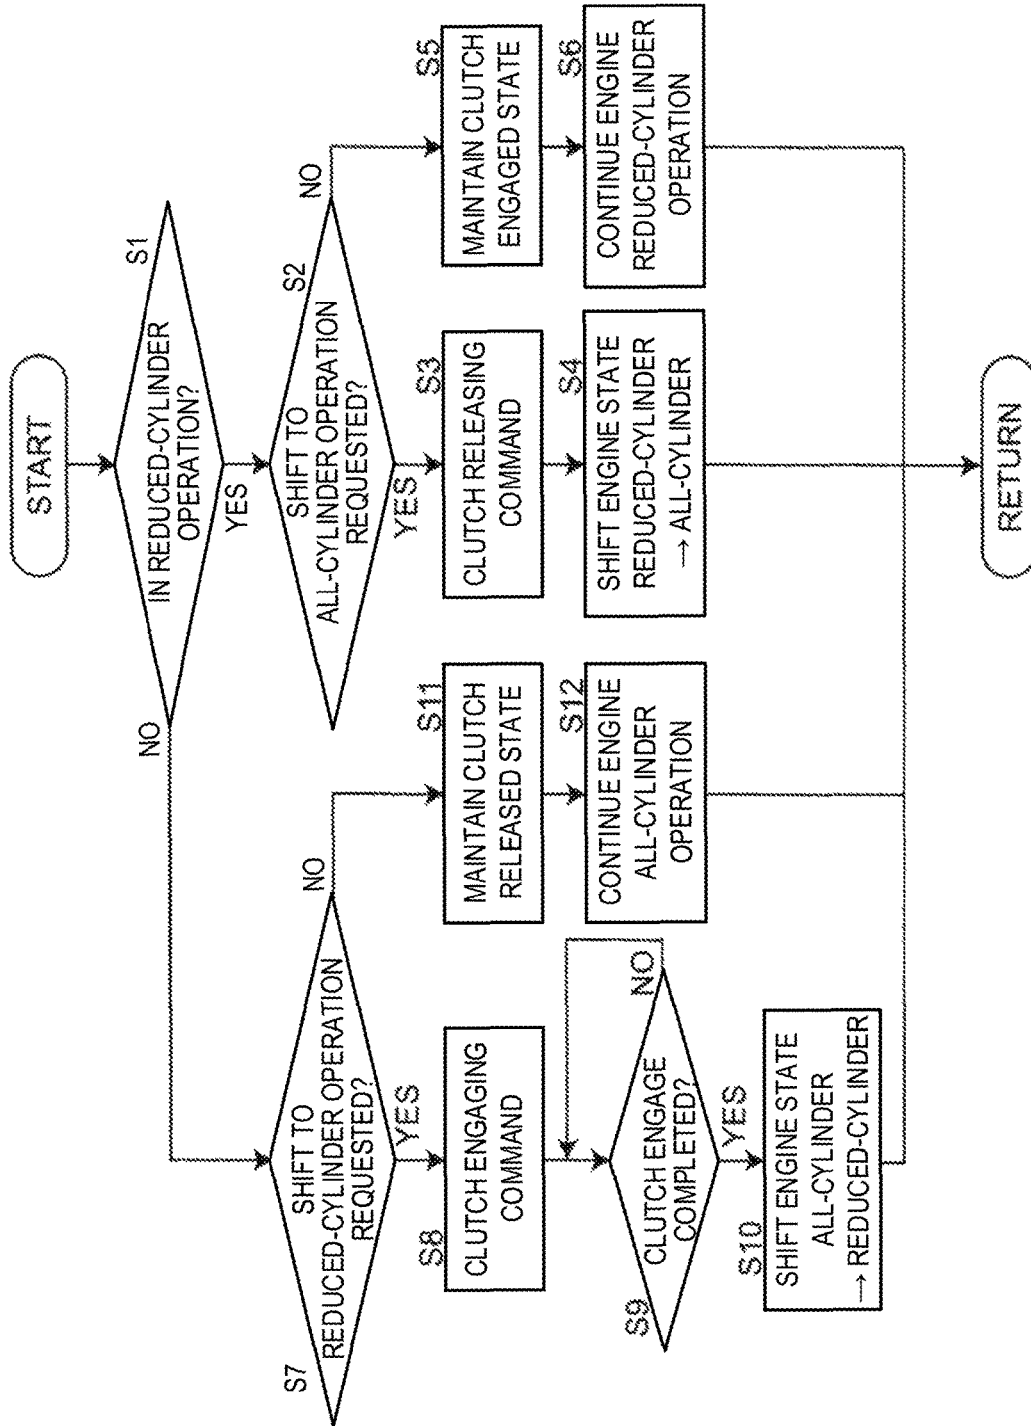 START
S1
IN REDUCED-CYLINDER
OPERATION?
NO
YES
S2
SHIFT TO
ALL-CYLINDER OPERATION
REQUESTED?
NO
YES
S3
CLUTCH RELEASING
COMMAND
S4
SHIFT ENGINE STATE
REDUCED-CYLINDER
→ ALL-CYLINDER
S5
MAINTAIN CLUTCH
ENGAGED STATE
S6
CONTINUE ENGINE
REDUCED-CYLINDER
OPERATION
S7
SHIFT TO
REDUCED-CYLINDER OPERATION
REQUESTED?
NO
YES
S8
CLUTCH ENGAGING
COMMAND
S9
CLUTCH ENGAGE
COMPLETED?
NO
YES
S10
SHIFT ENGINE STATE
ALL-CYLINDER
→ REDUCED-CYLINDER
S11
MAINTAIN CLUTCH
RELEASED STATE
S12
CONTINUE ENGINE
ALL-CYLINDER
OPERATION
RETURN